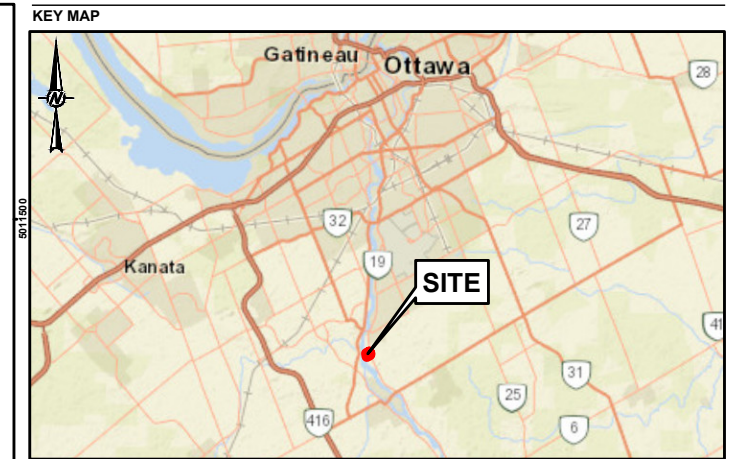 KEY MAP
Gatineau
Ottawa
28
N
5011500
32
27
19
Kanata
SITE
41
31
25
416
6